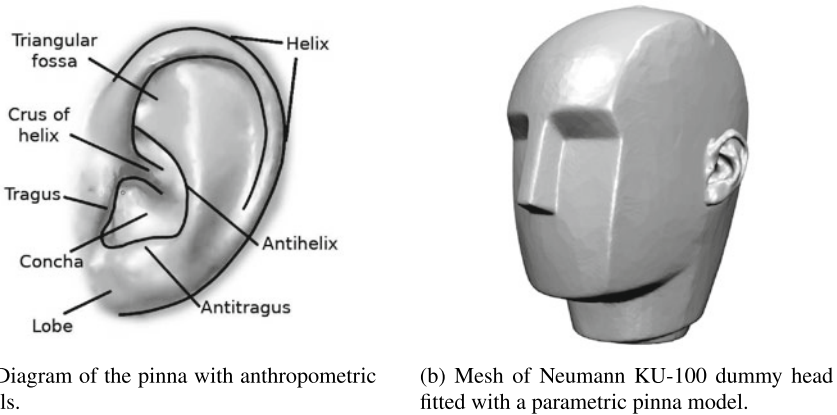 Triangular
fossa
Helix
Crus of
helix
Tragus
Antihelix
Concha
Antitragus
Lobe
Diagram of the pinna with anthropometric
ls.
(b) Mesh of Neumann KU-100 dummy head
fitted with a parametric pinna model.